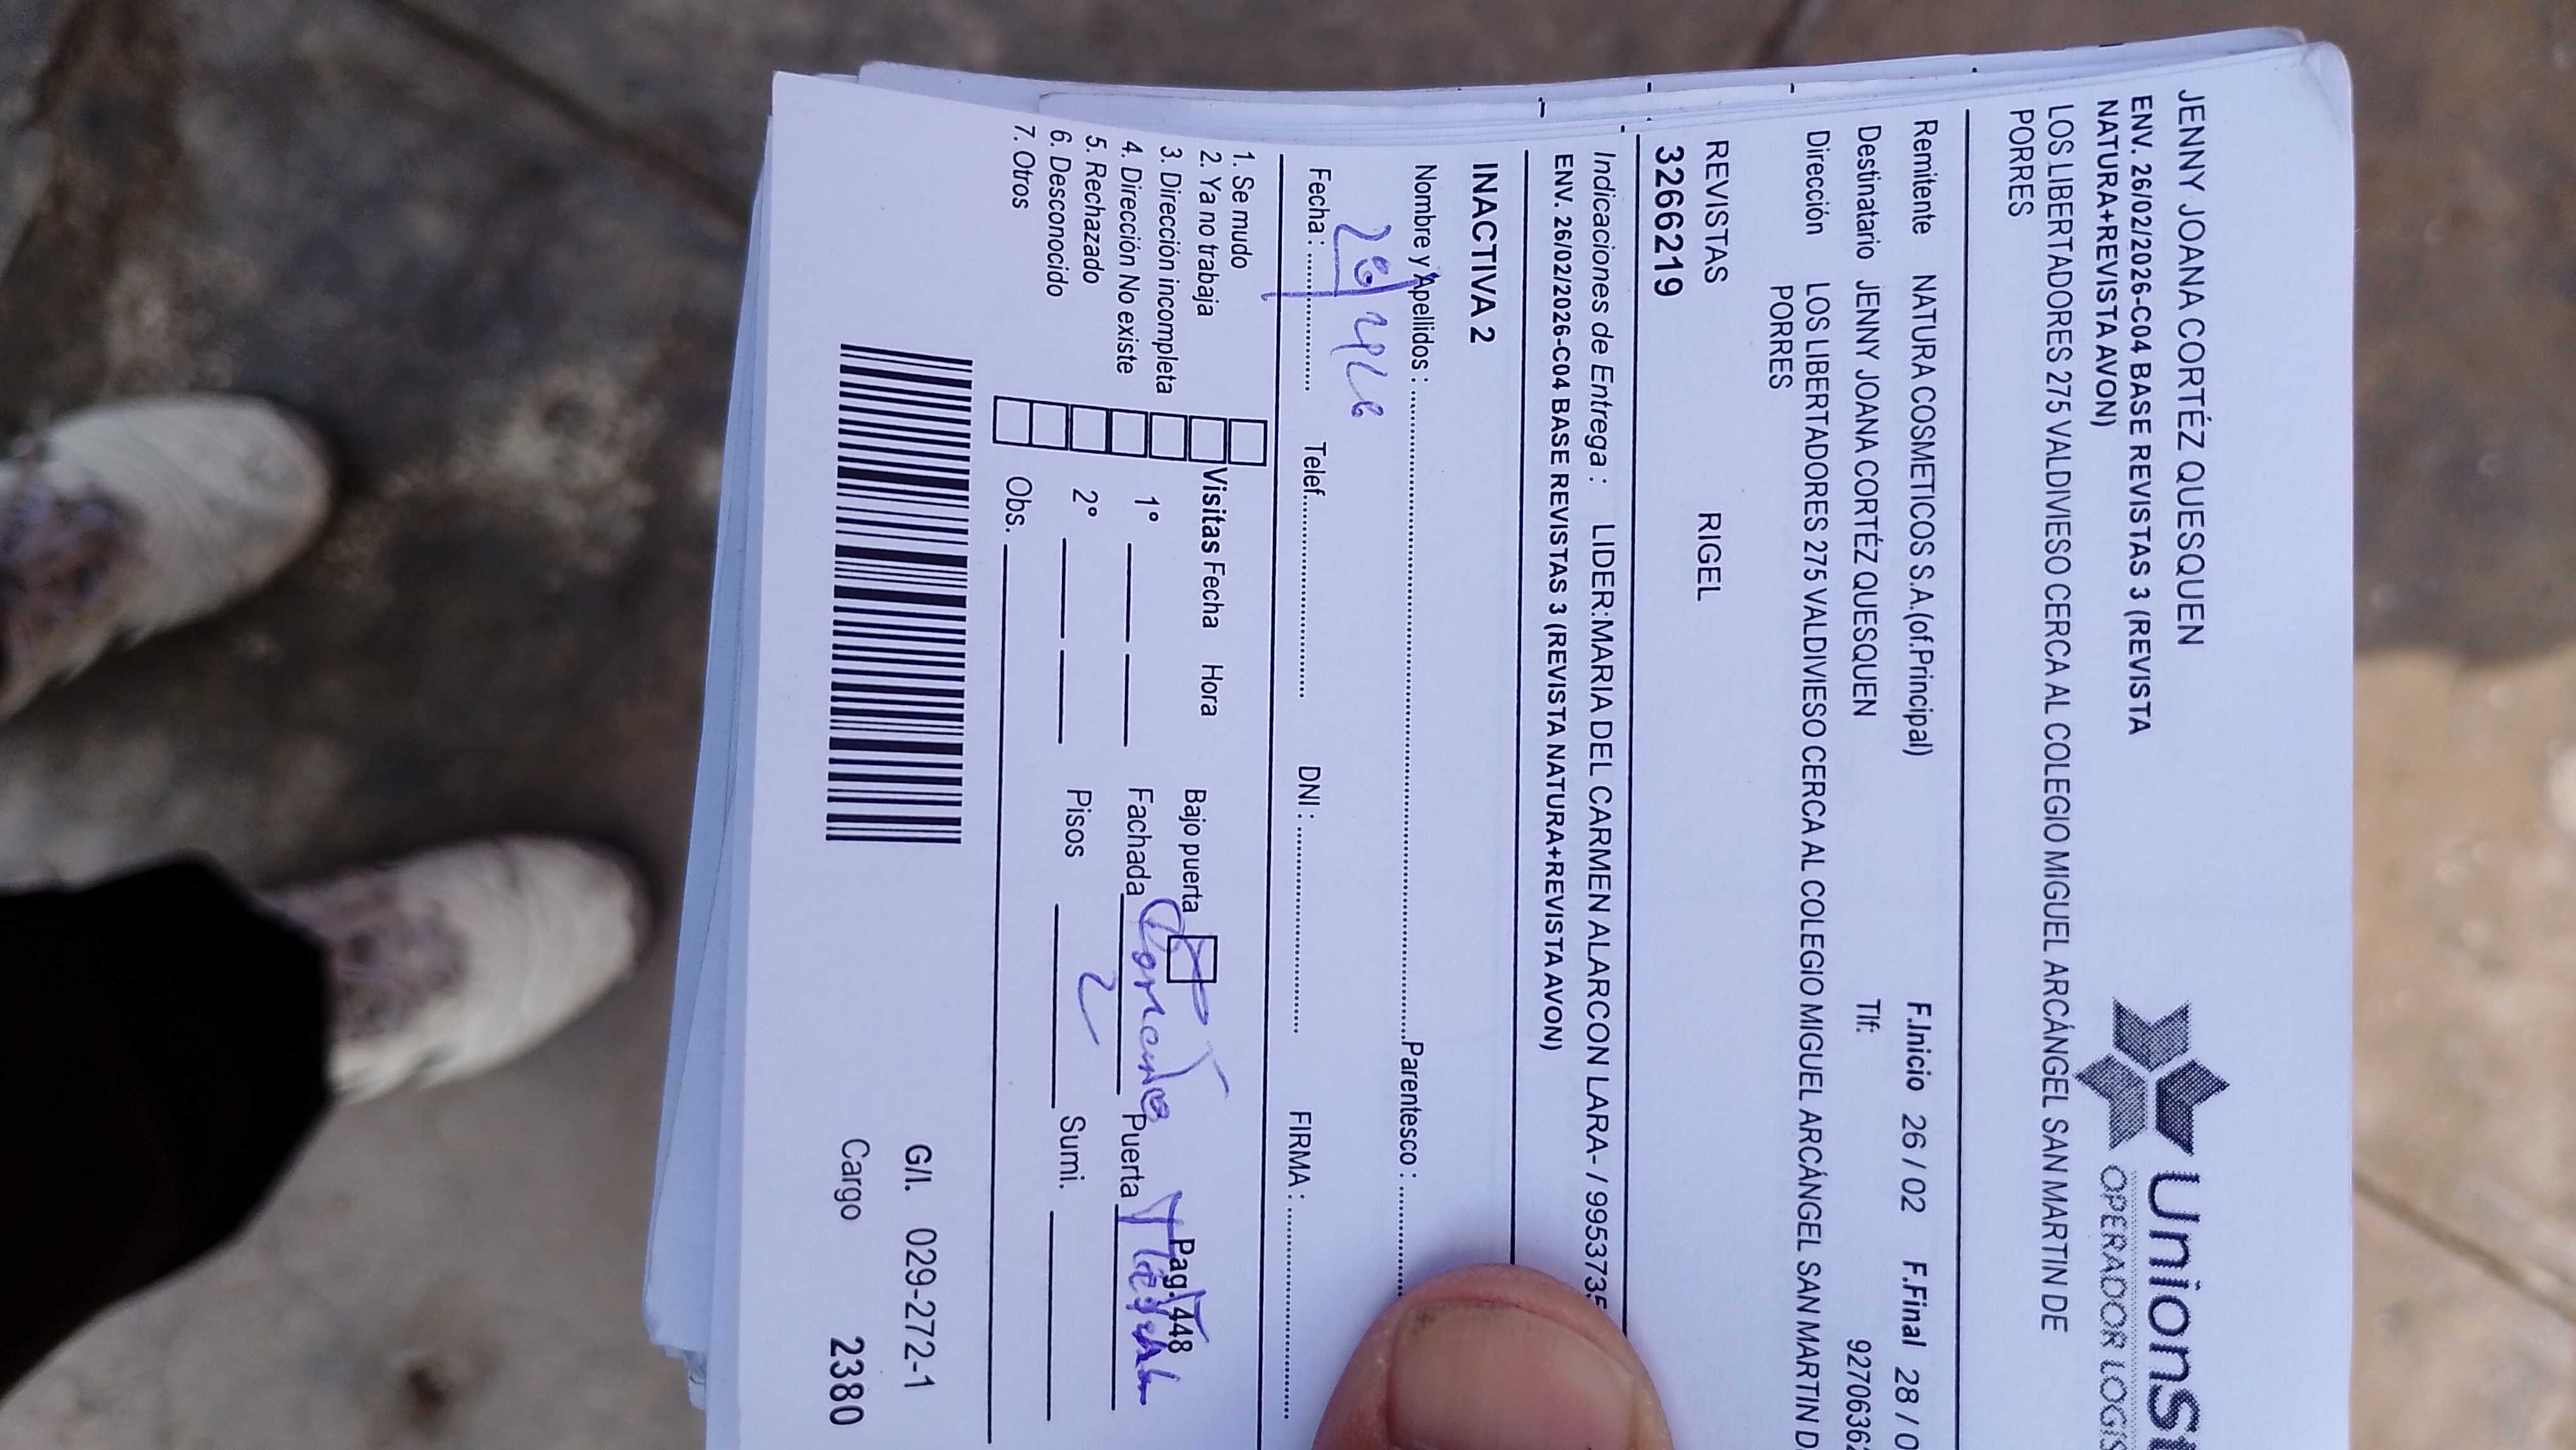 JENNY JOANA CORTÉZ QUESQUEN
ENV. 26/02/2026-C04 BASE REVISTAS 3 (REVISTA
NATURA+REVISTA AVON)
LOS LIBERTADORES 275 VALDIVIESO CERCA AL COLEGIO MIGUEL ARCÁNGEL SAN MARTIN DE
PORRES
OPERADOR LOGIS
Remitente NATURA COSMETICOS S.A.(of.Principal) F.Inicio 26 / 02 F.Final 28 / 0
Destinatario JENNY JOANA CORTÉZ QUESQUEN Tlf: 9270636
Dirección LOS LIBERTADORES 275 VALDIVIESO CERCA AL COLEGIO MIGUEL ARCÁNGEL SAN MARTIN D
PORRES
REVISTAS RIGEL
3266219
Indicaciones de Entrega : LIDER:MARIA DEL CARMEN ALARCON LARA- / 995373
ENV. 26/02/2026-C04 BASE REVISTAS 3 (REVISTA NATURA+REVISTA AVON)
INACTIVA 2
Nombre y Apellidos : Parentesco :
Fecha : Telef. DNI : FIRMA :
1. Se mudo
2. Ya no trabaja Visitas Fecha Hora Bajo puerta Pag. 448
3. Dirección incompleta
4. Dirección No existe 1° Fachada Puerta
5. Rechazado 2° Pisos 2 Sumi.
6. Desconocido
7. Otros Obs.
G/I. 029-272-1
Cargo 2380